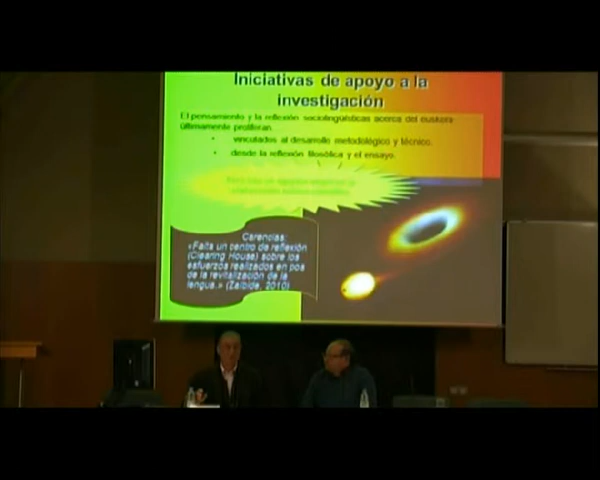 Iniciativas de apoyo a la
investigación
El pensamiento y la reflexión sociolingüísticas acerca del euskera
últimamente proliferan.
• vinculados al desarrollo metodológico y técnico.
• desde la reflexión filosófica y el ensayo.
Carencias:
«Falta un centro de reflexión
(Clearing House) sobre los
esfuerzos realizados en pos
de la revitalización de la
lengua.» (Zalbide, 2010)